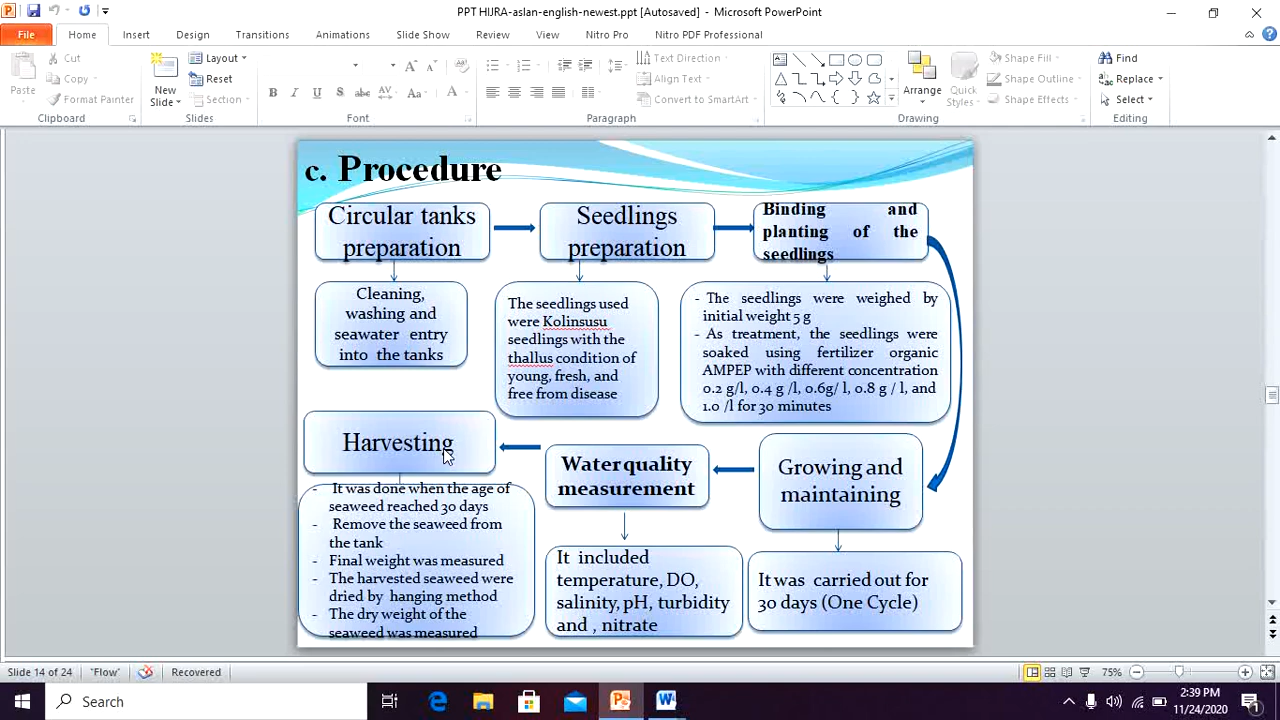 PPT HIJRA-aslan-english-newest.ppt [Autosaved] - Microsoft PowerPoint
File Home Insert Design Transitions Animations Slide Show Review View Nitro Pro Nitro PDF Professional
Paste
Cut
Copy
Format Painter
Clipboard
New Slide
Layout
Reset
Section
Slides
Font
Text Direction
Align Text
Convert to SmartArt
Paragraph
Arrange
Quick Styles
Shape Fill
Shape Outline
Shape Effects
Drawing
Find
Replace
Select
Editing
c. Procedure
Circular tanks
preparation
Seedlings
preparation
Binding and
planting of the
seedlings
Cleaning,
washing and
seawater entry
into the tanks
The seedlings used
were Kolinsusu
seedlings with the
thallus condition of
young, fresh, and
free from disease
- The seedlings were weighed by
initial weight 5 g
- As treatment, the seedlings were
soaked using fertilizer organic
AMPEP with different concentration
0.2 g/l, 0.4 g /l, 0.6g/ l, 0.8 g / l, and
1.0 /l for 30 minutes
Harvesting
Water quality
measurement
Growing and
maintaining
- It was done when the age of
seaweed reached 30 days
- Remove the seaweed from
the tank
- Final weight was measured
- The harvested seaweed were
dried by hanging method
- The dry weight of the
seaweed was measured
It included
temperature, DO,
salinity, pH, turbidity
and , nitrate
It was carried out for
30 days (One Cycle)
Slide 14 of 24 "Flow" Recovered 75%
Search
2:39 PM
11/24/2020